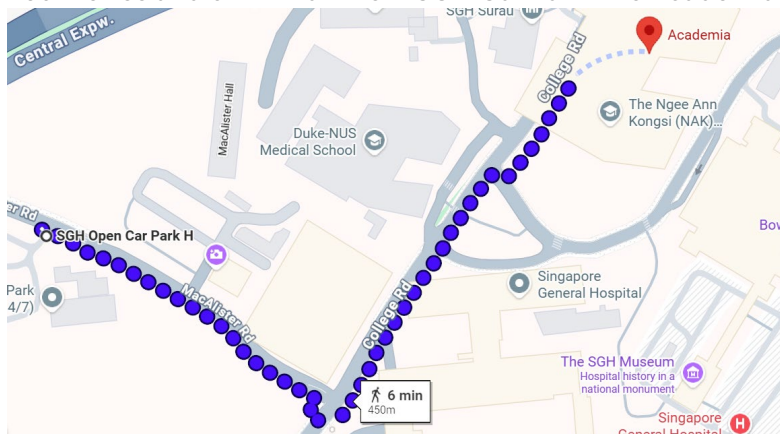 SGH Surau
Central Expw.
College Rd
Academia
MacAlister Hall
The Ngee Ann
Kongsi (NAK)...
Duke-NUS
Medical School
er Rd
SGH Open Car Park H
Bow
Park
4/7)
MacAlister Rd
College Rd
Singapore
General Hospital
The SGH Museum
Hospital history in a
national monument
6 min
450m
Singapore
General Hospital
H